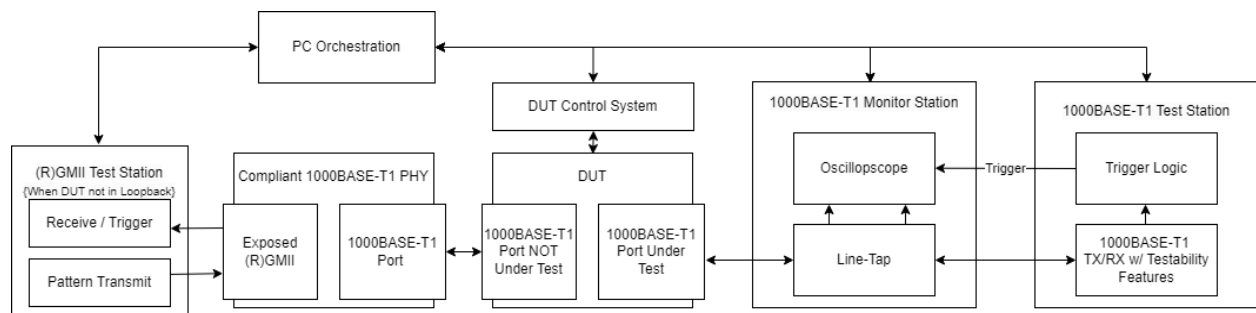 PC Orchestration
DUT Control System
1000BASE-T1 Monitor Station
1000BASE-T1 Test Station
(R)GMII Test Station
{When DUT not in Loopback}
Receive / Trigger
Pattern Transmit
Compliant 1000BASE-T1 PHY
Exposed
(R)GMII
1000BASE-T1
Port
DUT
1000BASE-T1
Port NOT
Under Test
1000BASE-T1
Port Under
Test
Oscillopscope
Line-Tap
Trigger
Trigger Logic
1000BASE-T1
TX/RX w/ Testability
Features